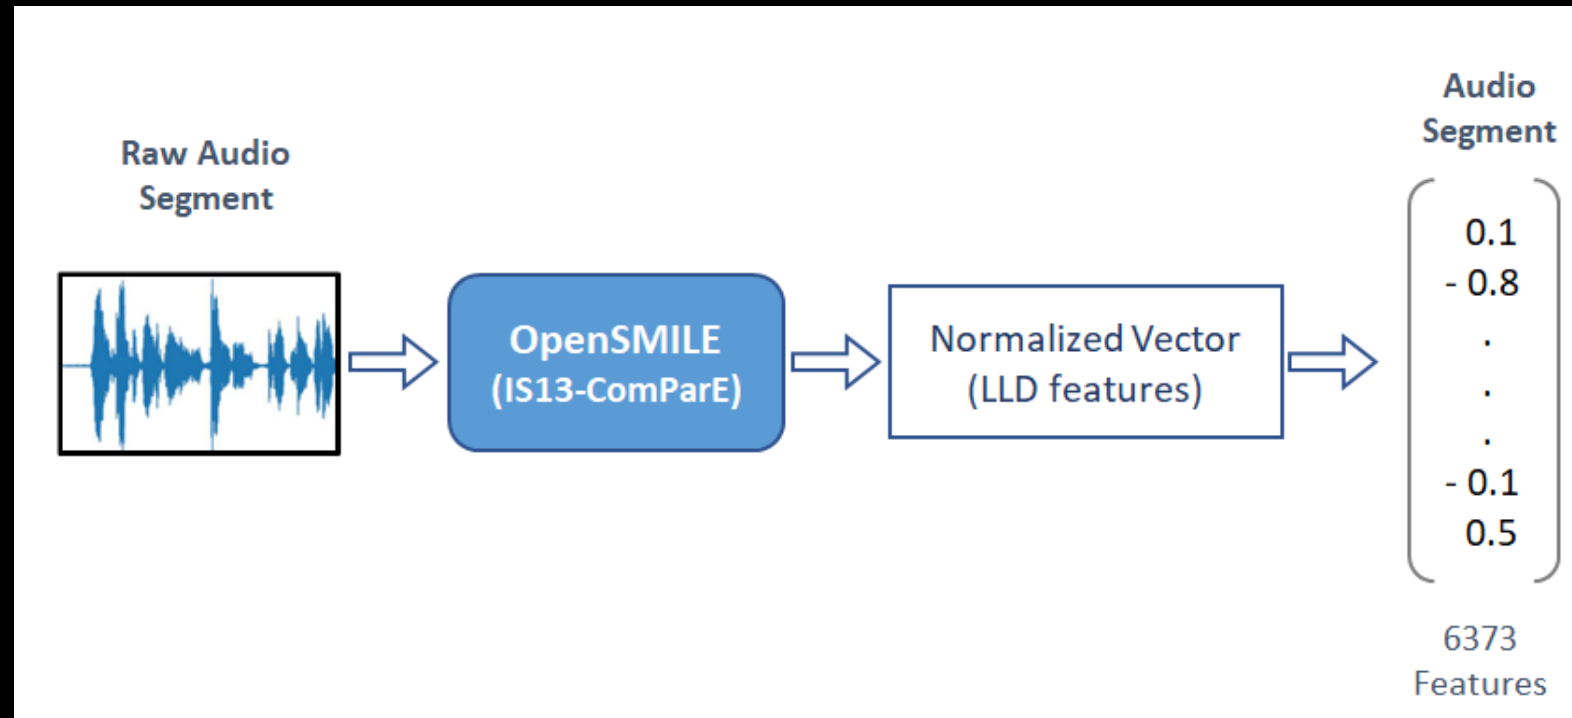 Raw Audio
Segment
OpenSMILE
(IS13-ComParE)
Normalized Vector
(LLD features)
Audio
Segment
0.1
- 0.8
.
.
.
- 0.1
0.5
6373
Features